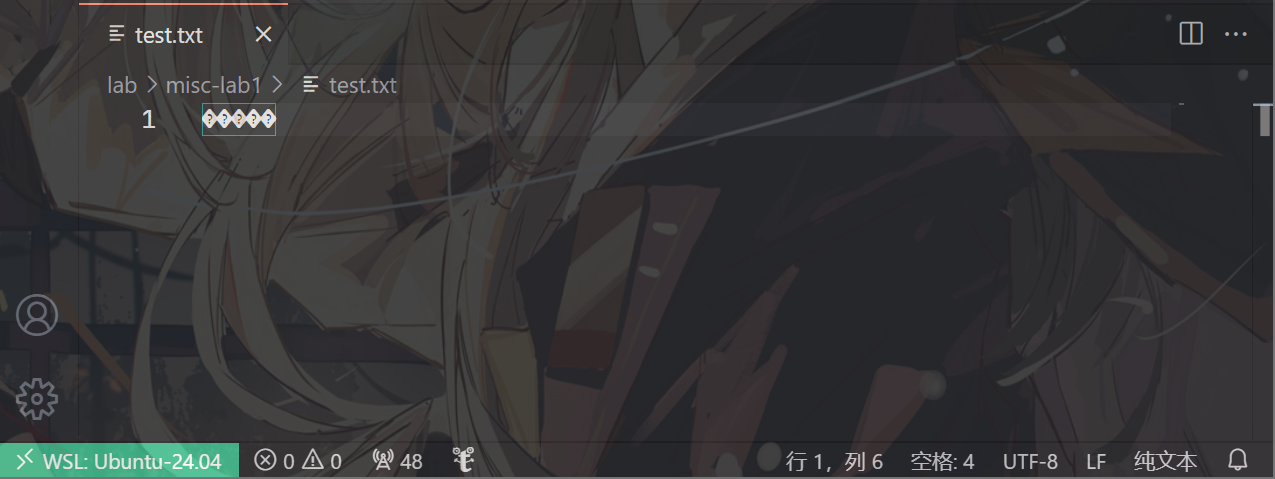 test.txt
lab > misc-lab1 > test.txt
1 �����
WSL: Ubuntu-24.04 0 0 48 行 1，列 6 空格: 4 UTF-8 LF 纯文本